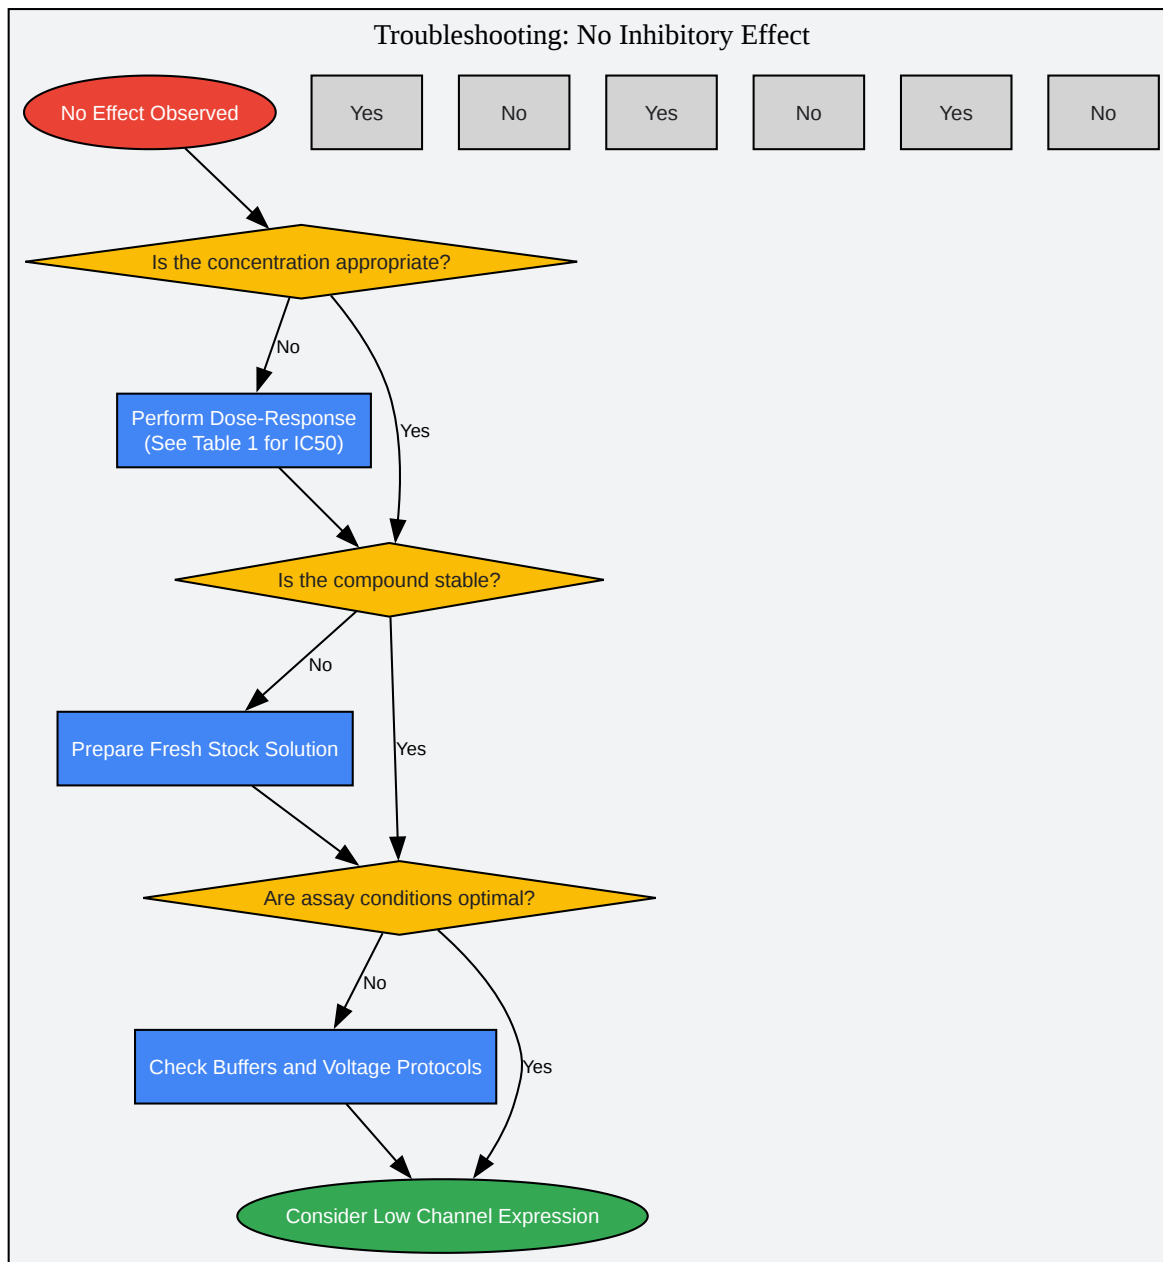 Troubleshooting: No Inhibitory Effect
No Effect Observed
Yes
No
Yes
No
Yes
No
Is the concentration appropriate?
No
Perform Dose-Response
(See Table 1 for IC50)
Yes
Is the compound stable?
No
Prepare Fresh Stock Solution
Yes
Are assay conditions optimal?
No
Check Buffers and Voltage Protocols
Yes
Consider Low Channel Expression